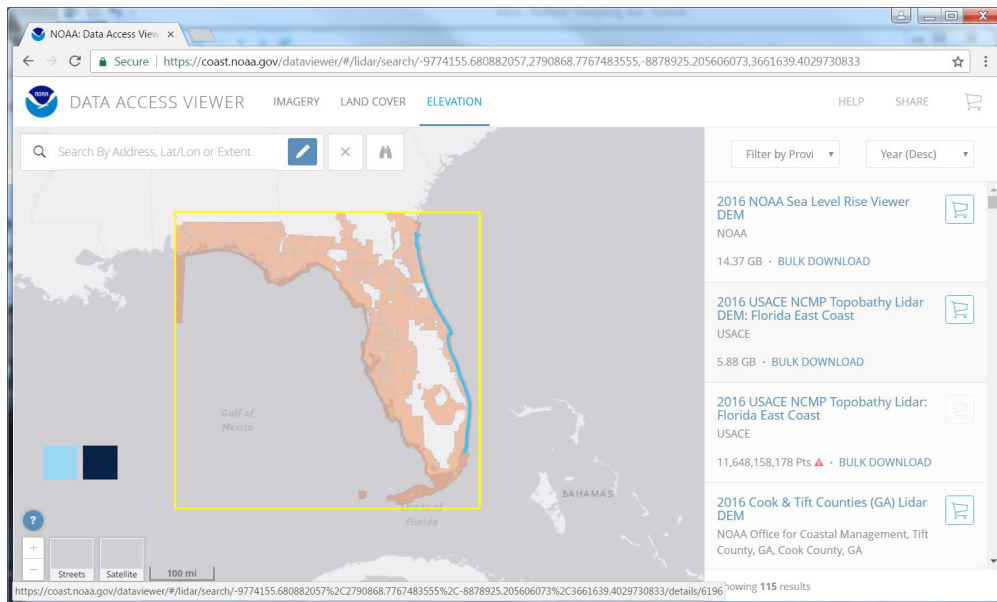 NOAA: Data Access View
Secure | https://coast.noaa.gov/dataviewer/#/lidar/search/-9774155.680882057,2790868.7767483555,-8878925.205606073,3661639.4029730833
NOAA
DATA ACCESS VIEWER IMAGERY LAND COVER ELEVATION HELP SHARE
Search By Address, Lat/Lon or Extent
Filter by Provi
Year (Desc)
2016 NOAA Sea Level Rise Viewer
DEM
NOAA
14.37 GB · BULK DOWNLOAD
2016 USACE NCMP Topobathy Lidar
DEM: Florida East Coast
USACE
5.88 GB · BULK DOWNLOAD
2016 USACE NCMP Topobathy Lidar:
Florida East Coast
USACE
11,648,158,178 Pts · BULK DOWNLOAD
2016 Cook & Tift Counties (GA) Lidar
DEM
NOAA Office for Coastal Management, Tift
County, GA, Cook County, GA
howing 115 results
Gulf of
Mexico
BAHAMAS
Straits of
Florida
?
+
−
Streets
Satellite
100 mi
https://coast.noaa.gov/dataviewer/#/lidar/search/-9774155.680882057%2C2790868.7767483555%2C-8878925.205606073%2C3661639.4029730833/details/6196